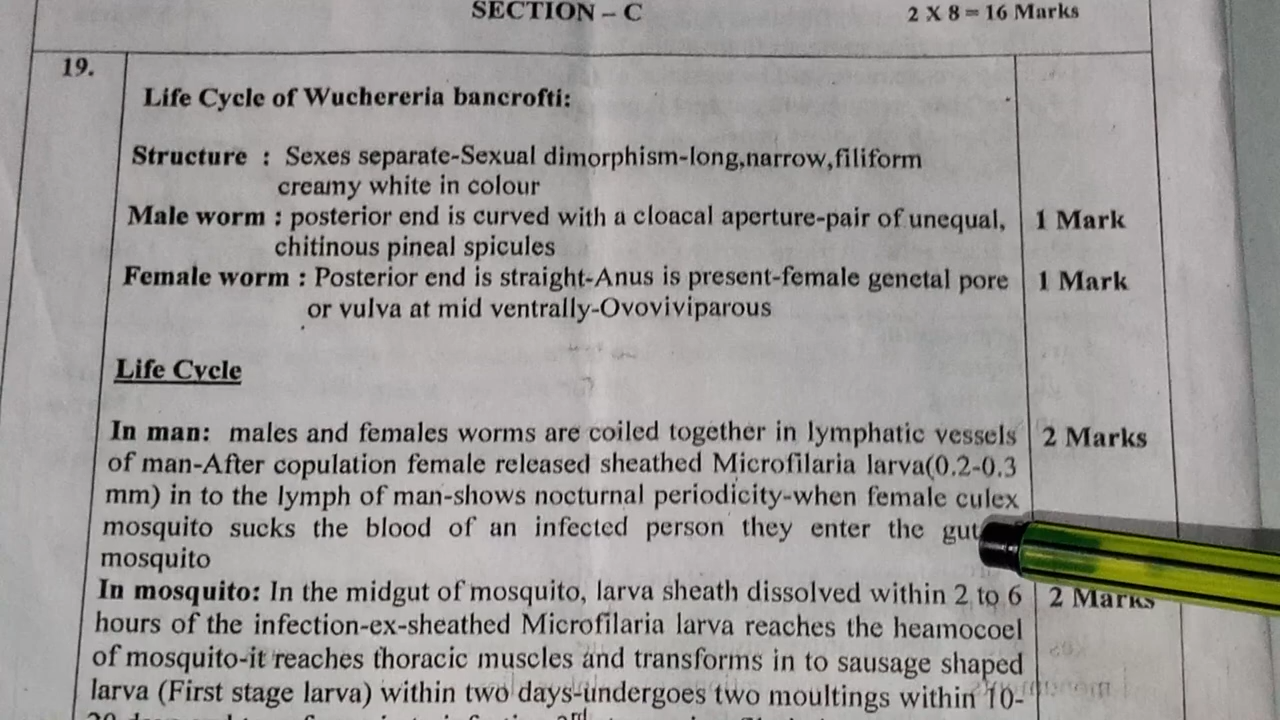 SECTION – C 2 X 8 = 16 Marks
19.
Life Cycle of Wuchereria bancrofti:
Structure : Sexes separate-Sexual dimorphism-long,narrow,filiform
creamy white in colour
Male worm : posterior end is curved with a cloacal aperture-pair of unequal, 1 Mark
chitinous pineal spicules
Female worm : Posterior end is straight-Anus is present-female genetal pore 1 Mark
or vulva at mid ventrally-Ovoviviparous
Life Cycle
In man: males and females worms are coiled together in lymphatic vessels 2 Marks
of man-After copulation female released sheathed Microfilaria larva(0.2-0.3
mm) in to the lymph of man-shows nocturnal periodicity-when female culex
mosquito sucks the blood of an infected person they enter the gut
mosquito
In mosquito: In the midgut of mosquito, larva sheath dissolved within 2 to 6 2 Marks
hours of the infection-ex-sheathed Microfilaria larva reaches the heamocoel
of mosquito-it reaches thoracic muscles and transforms in to sausage shaped
larva (First stage larva) within two days-undergoes two moultings within 10-